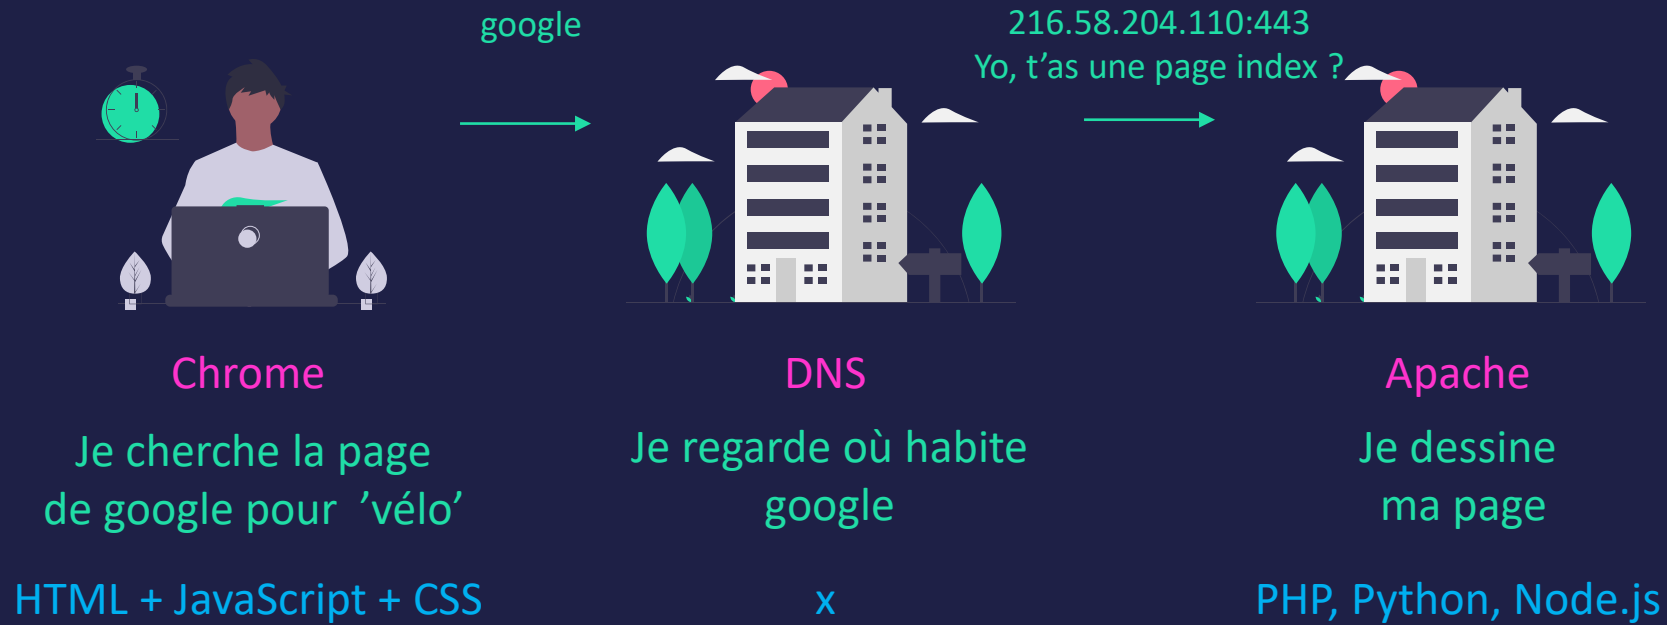 google
216.58.204.110:443
Yo, t'as une page index ?
Chrome
DNS
Apache
Je cherche la page
de google pour ’vélo’
Je regarde où habite
google
Je dessine
ma page
HTML + JavaScript + CSS
x
PHP, Python, Node.js